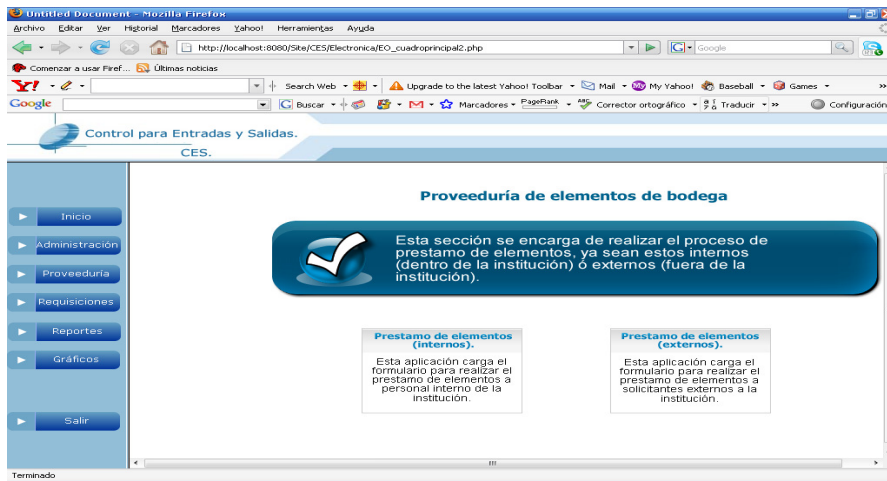 Untitled Document - Mozilla Firefox
Archivo Editar Ver Historial Marcadores Yahoo! Herramientas Ayuda
http://localhost:8080/Site/CES/Electronica/EO_cuadroprincipal2.php
Google
Comenzar a usar Firef... Últimas noticias
Y! Search Web Upgrade to the latest Yahoo! Toolbar Mail My Yahoo! Baseball Games »
Google Buscar Marcadores PageRank Corrector ortográfico Traducir » Configuración
Control para Entradas y Salidas.
CES.
Proveeduría de elementos de bodega
Inicio
Administración
Proveeduría
Requisiciones
Reportes
Gráficos
Salir
Esta sección se encarga de realizar el proceso de
prestamo de elementos, ya sean estos internos
(dentro de la institución) ó externos (fuera de la
institución).
Prestamo de elementos
(internos).
Esta aplicación carga el
formulario para realizar el
prestamo de elementos a
personal interno de la
institución.
Prestamo de elementos
(externos).
Esta aplicación carga el
formulario para realizar el
prestamo de elementos a
solicitantes externos a la
institución.
Terminado